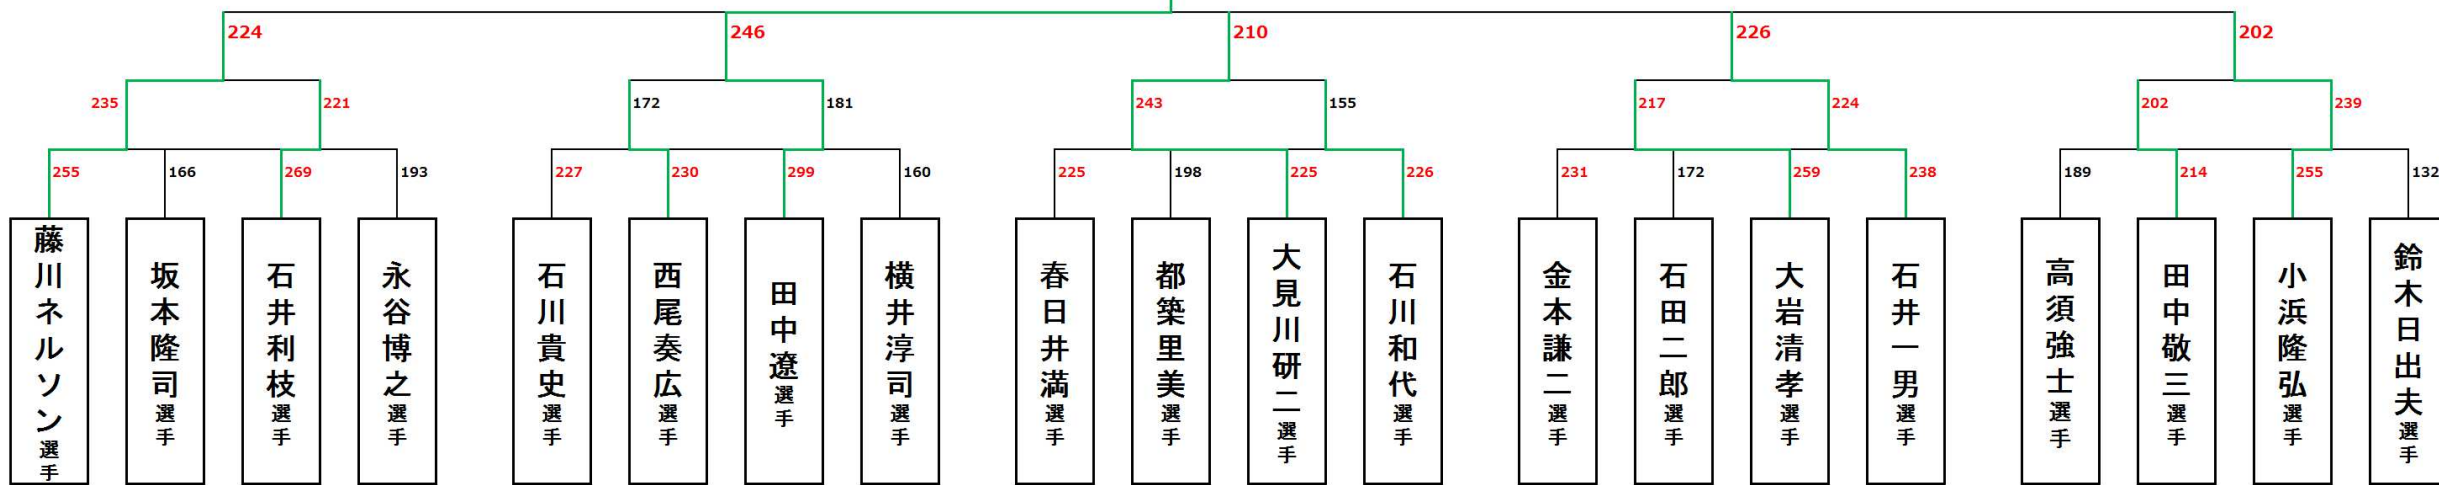 224 246 210 226 202
235 221 172 181 243 155 217 224 202 239
255 166 269 193 227 230 299 160 225 198 225 226 231 172 259 238 189 214 255 132
藤川ネルソン選手
坂本隆司選手
石井利枝選手
永谷博之選手
石川貴史選手
西尾奏広選手
田中遼選手
横井淳司選手
春日井満選手
都築里美選手
大見川研二選手
石川和代選手
金本謙二選手
石田二郎選手
大岩清孝選手
石井一男選手
高須強士選手
田中敬三選手
小浜隆弘選手
鈴木日出夫選手